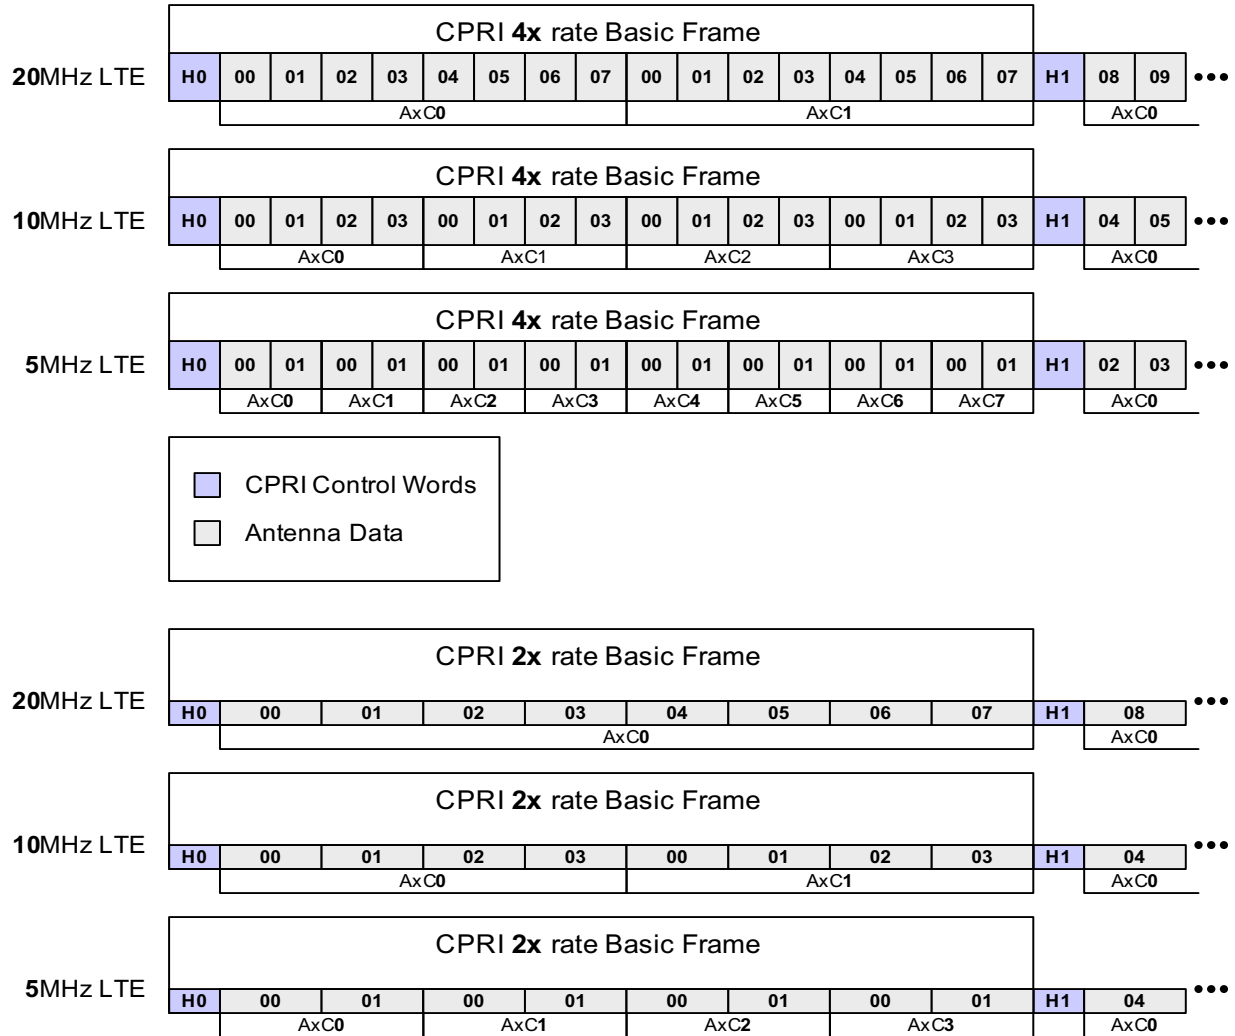 CPRI 4x rate Basic Frame
20MHz LTE H0 00 01 02 03 04 05 06 07 00 01 02 03 04 05 06 07 H1 08 09 •••
AxC0 AxC1 AxC0
CPRI 4x rate Basic Frame
10MHz LTE H0 00 01 02 03 00 01 02 03 00 01 02 03 00 01 02 03 H1 04 05 •••
AxC0 AxC1 AxC2 AxC3 AxC0
CPRI 4x rate Basic Frame
5MHz LTE H0 00 01 00 01 00 01 00 01 00 01 00 01 00 01 00 01 H1 02 03 •••
AxC0 AxC1 AxC2 AxC3 AxC4 AxC5 AxC6 AxC7 AxC0
CPRI Control Words
Antenna Data
CPRI 2x rate Basic Frame
20MHz LTE H0 00 01 02 03 04 05 06 07 H1 08 •••
AxC0 AxC0
CPRI 2x rate Basic Frame
10MHz LTE H0 00 01 02 03 00 01 02 03 H1 04 •••
AxC0 AxC1 AxC0
CPRI 2x rate Basic Frame
5MHz LTE H0 00 01 00 01 00 01 00 01 H1 04 •••
AxC0 AxC1 AxC2 AxC3 AxC0